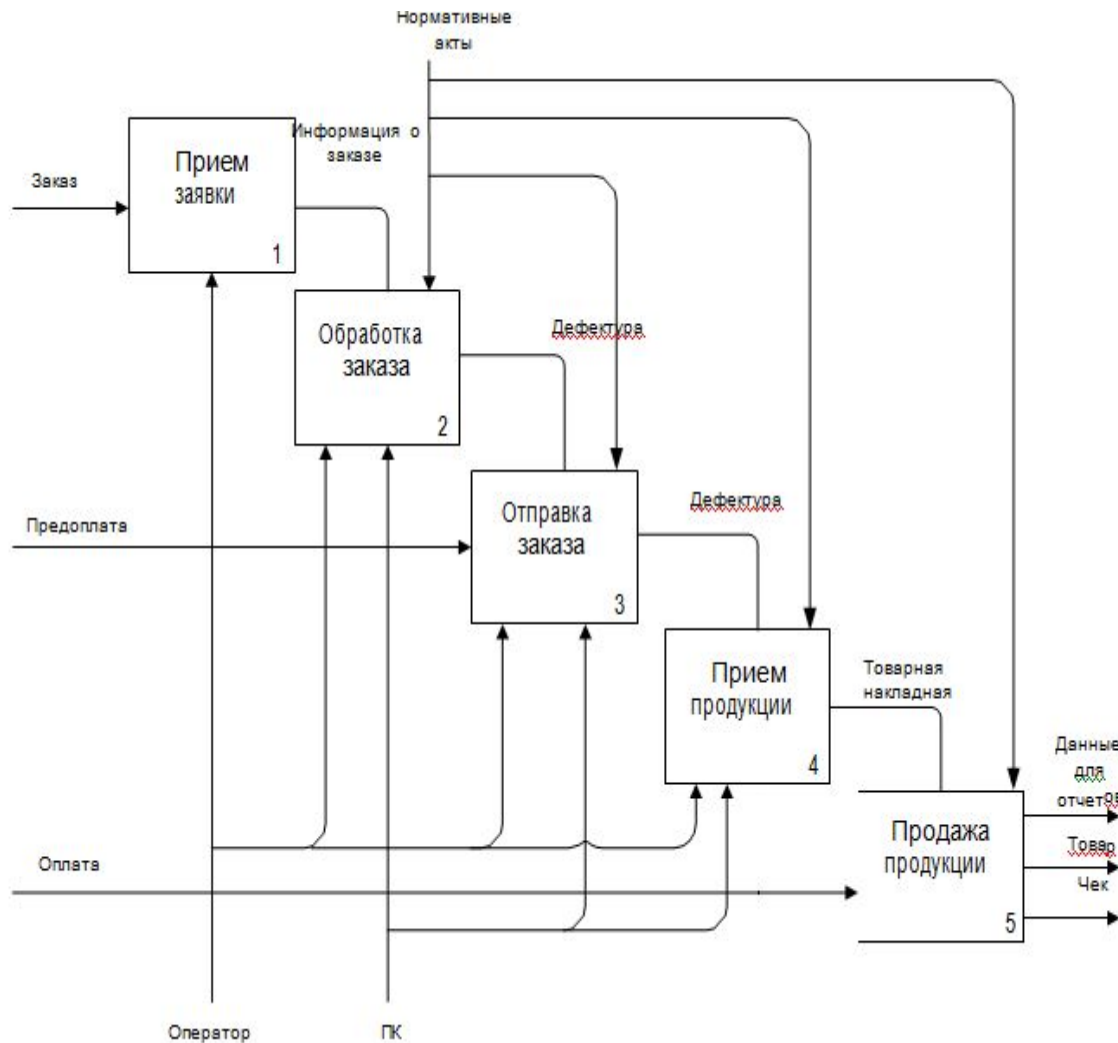 Нормативные
акты
Информация о
заказе
Прием
заявки
1
Заказ
Обработка
заказа
2
Дефектура
Предоплата
Отправка
заказа
3
Дефектура
Прием
продукции
4
Товарная
накладная
Данные
для
отчетов
Оплата
Продажа
продукции
5
Товар
Чек
Оператор
ПК